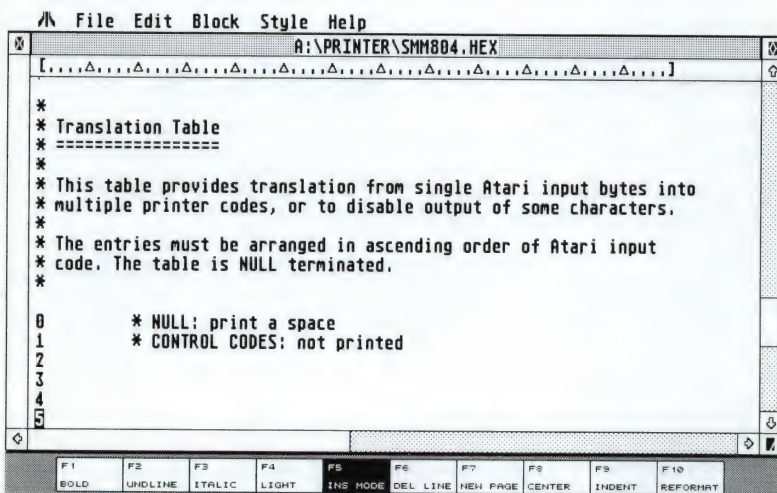 File Edit Block Style Help
A:\PRINTER\SMM804.HEX
*
* Translation Table
* =================
*
* This table provides translation from single Atari input bytes into
* multiple printer codes, or to disable output of some characters.
*
* The entries must be arranged in ascending order of Atari input
* code. The table is NULL terminated.
*
0 * NULL: print a space
1 * CONTROL CODES: not printed
2
3
4
5
F1 F2 F3 F4 F5 F6 F7 F8 F9 F10
BOLD UNDLINE ITALIC LIGHT INS MODE DEL LINE NEW PAGE CENTER INDENT REFORMAT